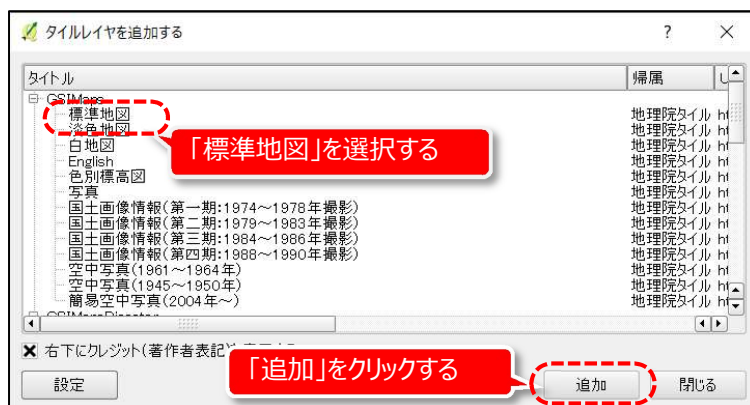 タイルレイヤを追加する ? ×
タイトル 帰属
GSIMaps
標準地図 地理院タイル
淡色地図 地理院タイル
白地図 地理院タイル
English 地理院タイル
色別標高図 地理院タイル
写真 地理院タイル
国土画像情報(第一期:1974～1978年撮影) 地理院タイル
国土画像情報(第二期:1979～1983年撮影) 地理院タイル
国土画像情報(第三期:1984～1986年撮影) 地理院タイル
国土画像情報(第四期:1988～1990年撮影) 地理院タイル
空中写真(1961～1964年) 地理院タイル
空中写真(1945～1950年) 地理院タイル
簡易空中写真(2004年～) 地理院タイル
「標準地図」を選択する
右下にクレジット(著作者表記)
「追加」をクリックする
設定 追加 閉じる